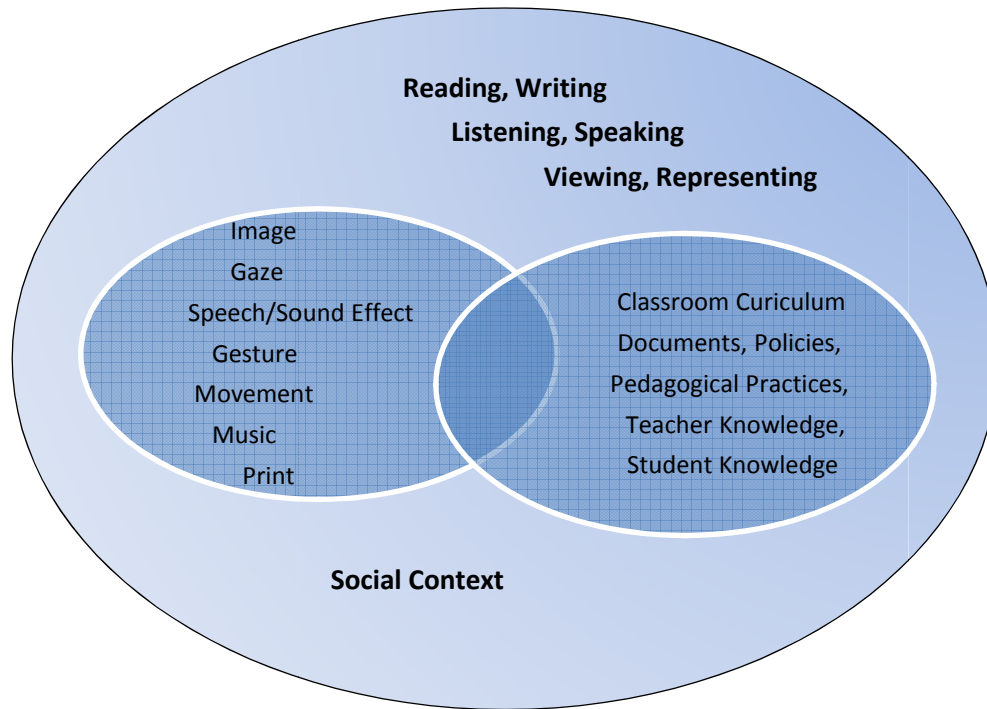 Reading, Writing
Listening, Speaking
Viewing, Representing
Image
Gaze
Speech/Sound Effect
Gesture
Movement
Music
Print
Classroom Curiculum
Documents, Policies,
Pedagogical Practices,
Teacher Knowledge,
Student Knowledge
Social Context